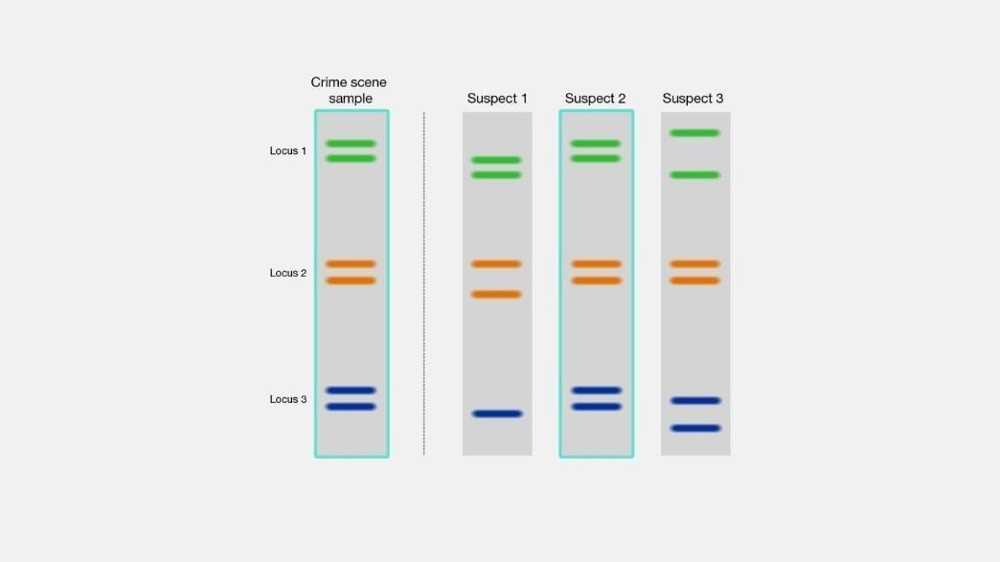 Crime scene
sample
Suspect 1
Suspect 2
Suspect 3
Locus 1
Locus 2
Locus 3